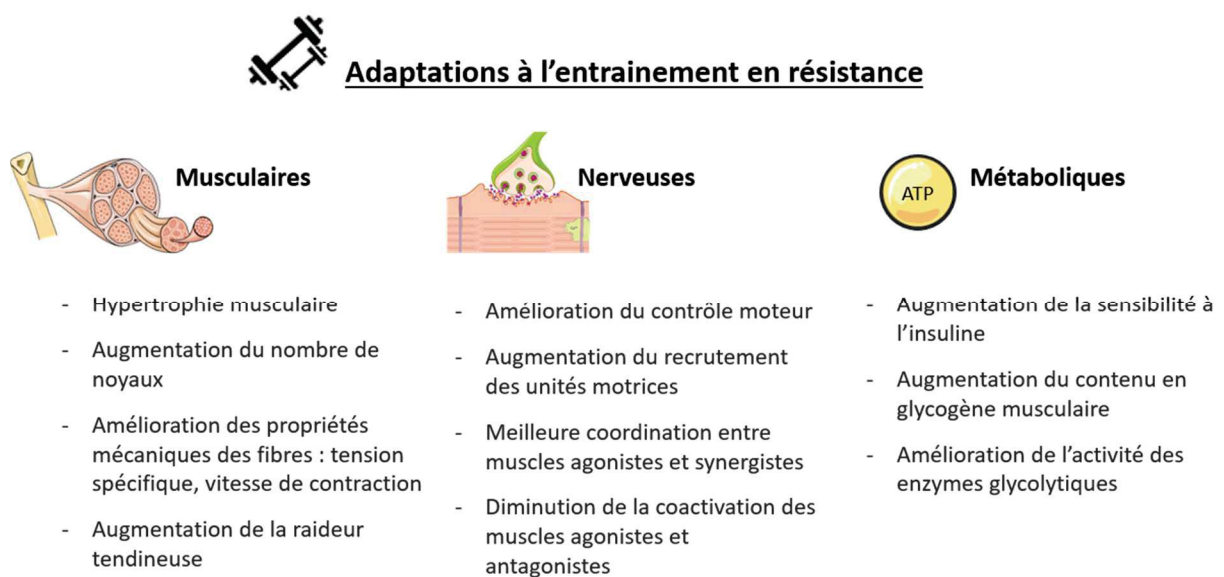 Adaptations à l'entrainement en résistance
Musculaires
- Hypertrophie musculaire
- Augmentation du nombre de
noyaux
- Amélioration des propriétés
mécaniques des fibres : tension
spécifique, vitesse de contraction
- Augmentation de la raideur
tendineuse
Nerveuses
- Amélioration du contrôle moteur
- Augmentation du recrutement
des unités motrices
- Meilleure coordination entre
muscles agonistes et synergistes
- Diminution de la coactivation des
muscles agonistes et
antagonistes
ATP
Métaboliques
- Augmentation de la sensibilité à
l'insuline
- Augmentation du contenu en
glycogène musculaire
- Amélioration de l'activité des
enzymes glycolytiques